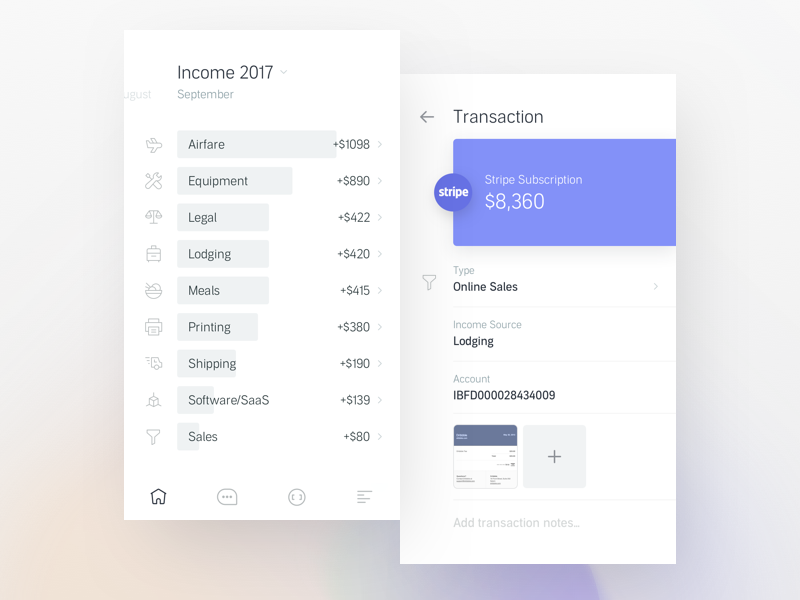 Income 2017
ugust
September
Airfare +$1098
Equipment +$890
Legal +$422
Lodging +$420
Meals +$415
Printing +$380
Shipping +$190
Software/SaaS +$139
Sales +$80
Transaction
stripe
Stripe Subscription
$8,360
Type
Online Sales
Income Source
Lodging
Account
IBFD000028434009
Add transaction notes...